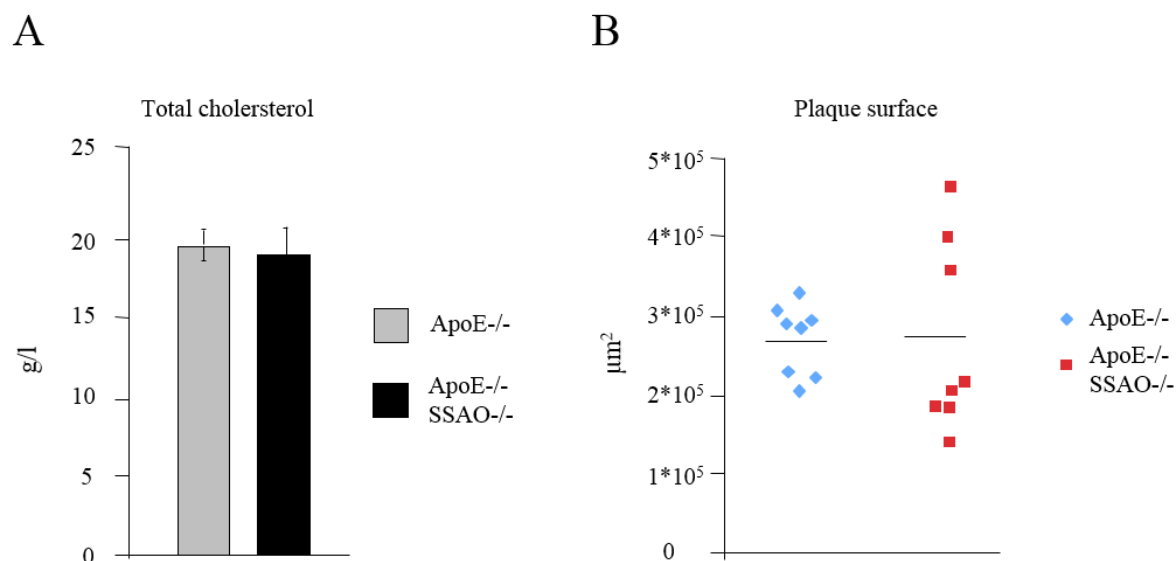 A
B
Total cholersterol
Plaque surface
25
20
15
10
5
0
g/l
ApoE-/-
ApoE-/-
SSAO-/-
5*10⁵
4*10⁵
3*10⁵
2*10⁵
1*10⁵
0
µm²
ApoE-/-
ApoE-/-
SSAO-/-